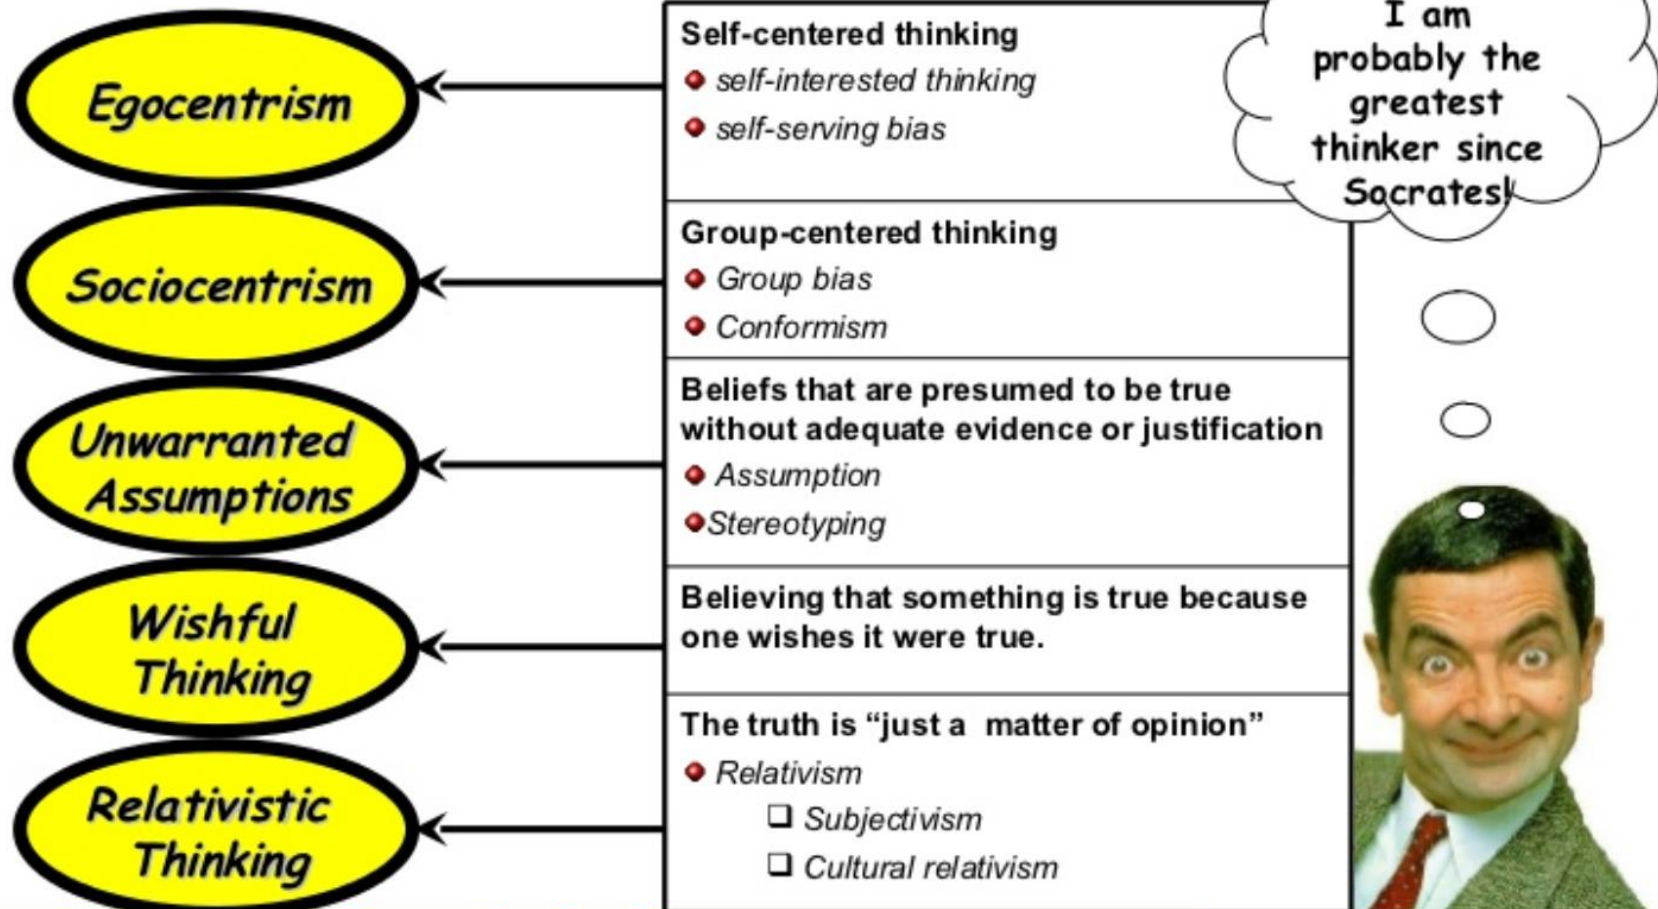 Egocentrism
Self-centered thinking
self-interested thinking
self-serving bias
I am
probably the
greatest
thinker since
Socrates!
Sociocentrism
Group-centered thinking
Group bias
Conformism
Unwarranted
Assumptions
Beliefs that are presumed to be true
without adequate evidence or justification
Assumption
Stereotyping
Wishful
Thinking
Believing that something is true because
one wishes it were true.
Relativistic
Thinking
The truth is “just a  matter of opinion”
Relativism
Subjectivism
Cultural relativism